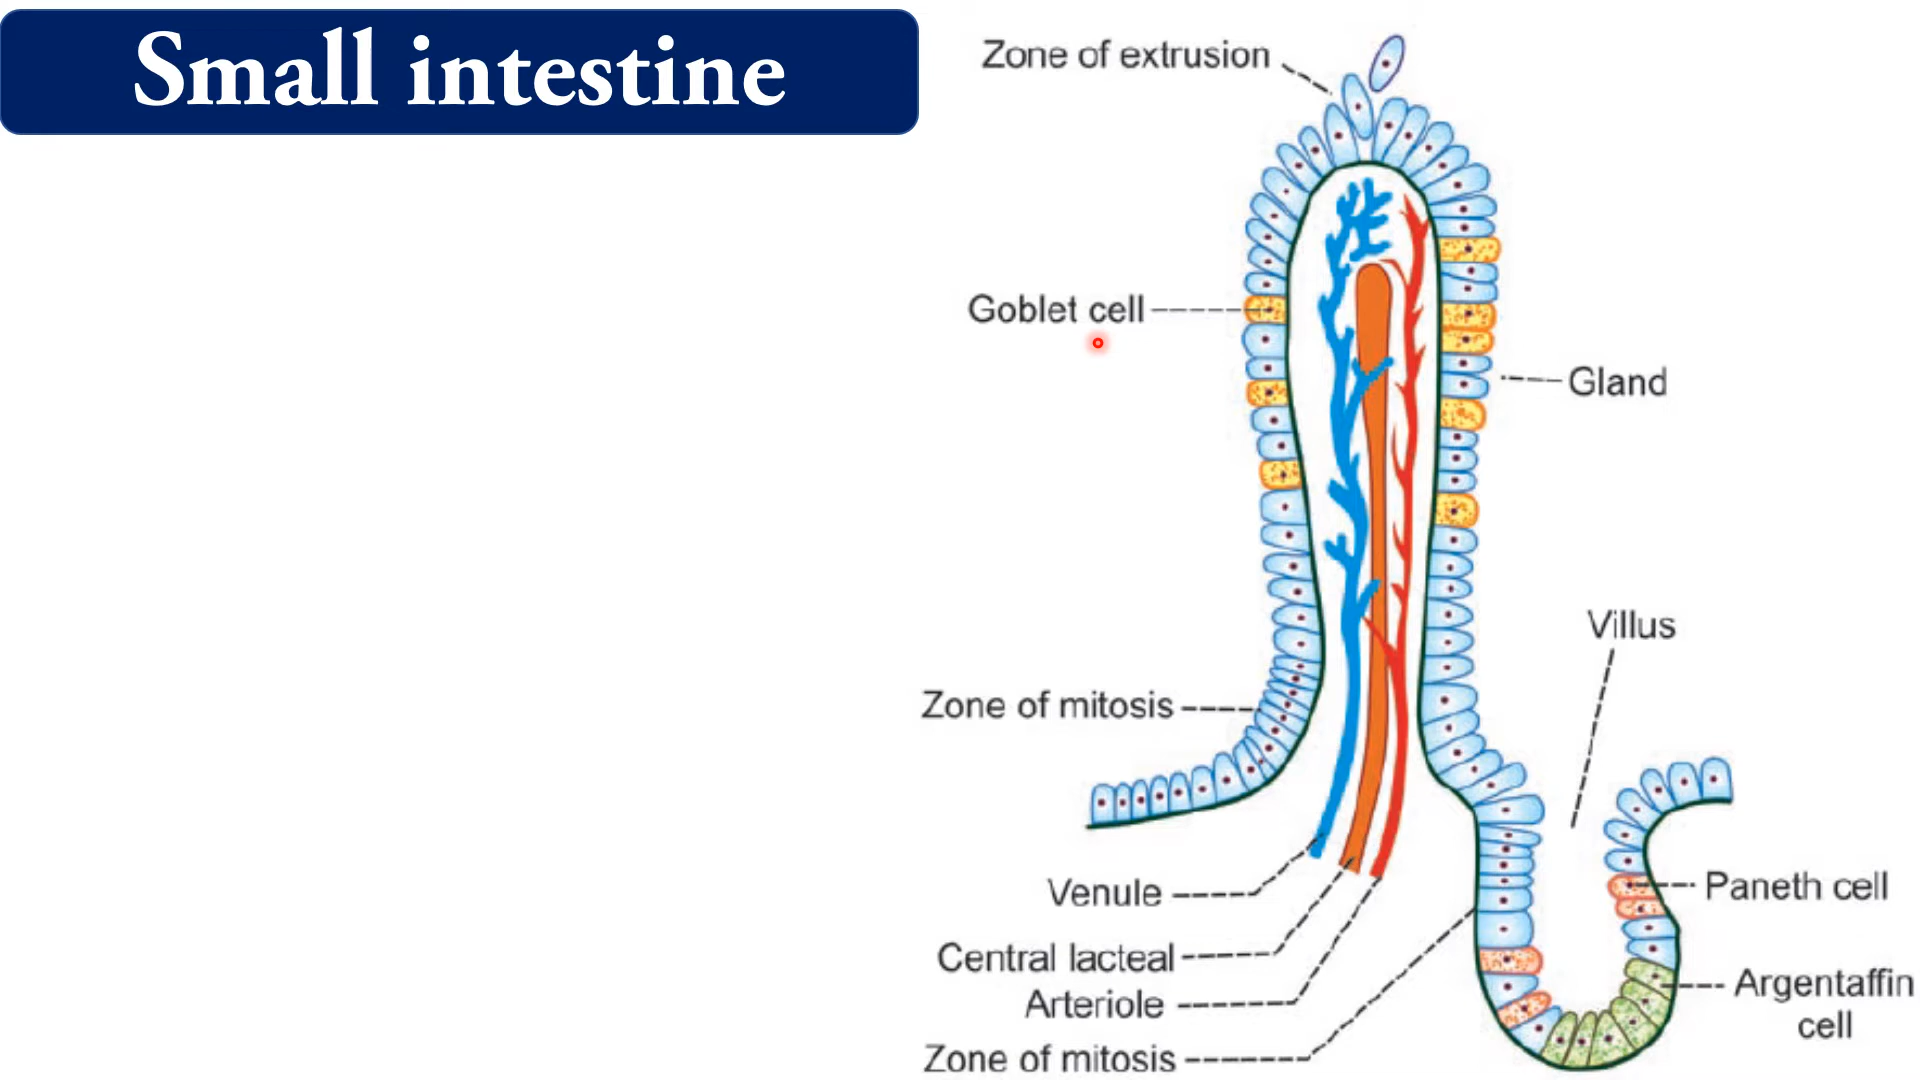 Small intestine
Zone of extrusion
Goblet cell
Gland
Villus
Zone of mitosis
Paneth cell
Venule
Central lacteal
Argentaffin
cell
Arteriole
Zone of mitosis